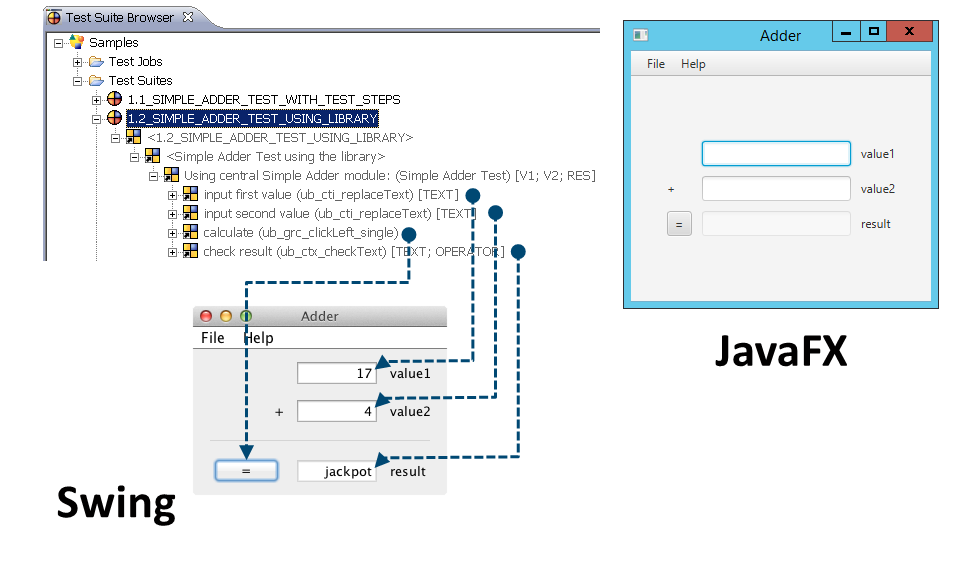 Test Suite Browser
Samples
Test Jobs
Test Suites
1.1_SIMPLE_ADDER_TEST_WITH_TEST_STEPS
1.2_SIMPLE_ADDER_TEST_USING_LIBRARY
<1.2_SIMPLE_ADDER_TEST_USING_LIBRARY>
<Simple Adder Test using the library>
Using central Simple Adder module: (Simple Test) [V1; V2; RES]
input first value (ub_cti_replaceText) [TEXT]
input second value (ub_cti_replaceText) [TEXT]
calculate (ub_grc_clickLeft_single)
check result (ub_ctx_checkText) [TEXT; OPERATOR]
Adder
File Help
17 value1
+ 4 value2
= jackpot result
Swing
Adder
File Help
value1
+ value2
= result
JavaFX